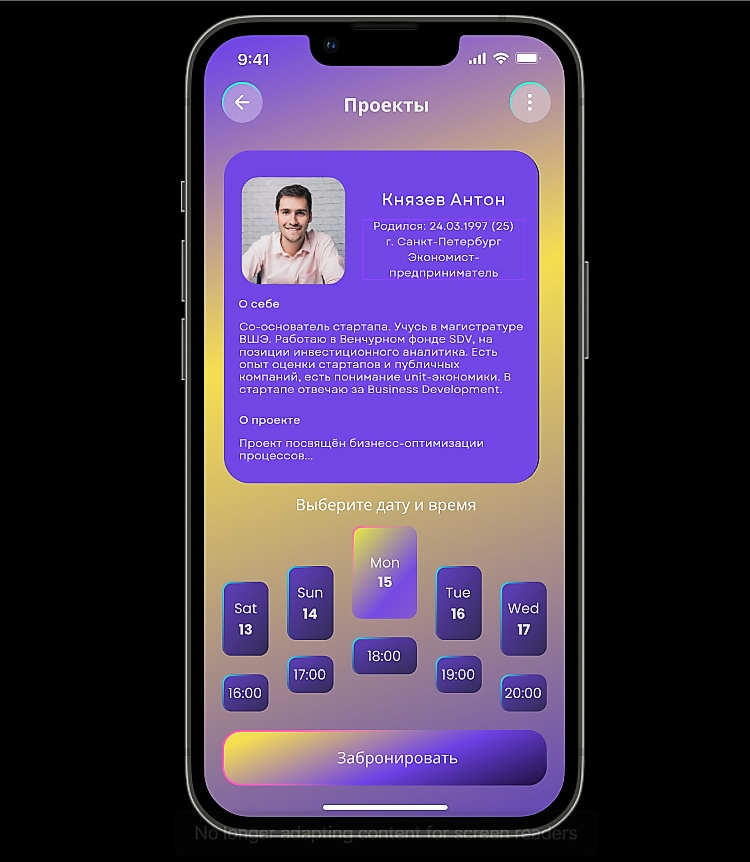 9:41
Проекты
Князев Антон
Родился: 24.03.1997 (25)
г. Санкт-Петербург
Экономист-
предприниматель
О себе
Со-основатель стартапа. Учусь в магистратуре
ВШЭ. Работаю в Венчурном фонде SDV, на
позиции инвестиционного аналитика. Есть
опыт оценки стартапов и публичных
компаний, есть понимание unit-экономики. В
стартапе отвечаю за Business Development.
О проекте
Проект посвящён бизнесс-оптимизации
процессов...
Выберите дату и время
Sat
13
Sun
14
Mon
15
Tue
16
Wed
17
16:00
17:00
18:00
19:00
20:00
Забронировать
No longer adapting content for screen readers